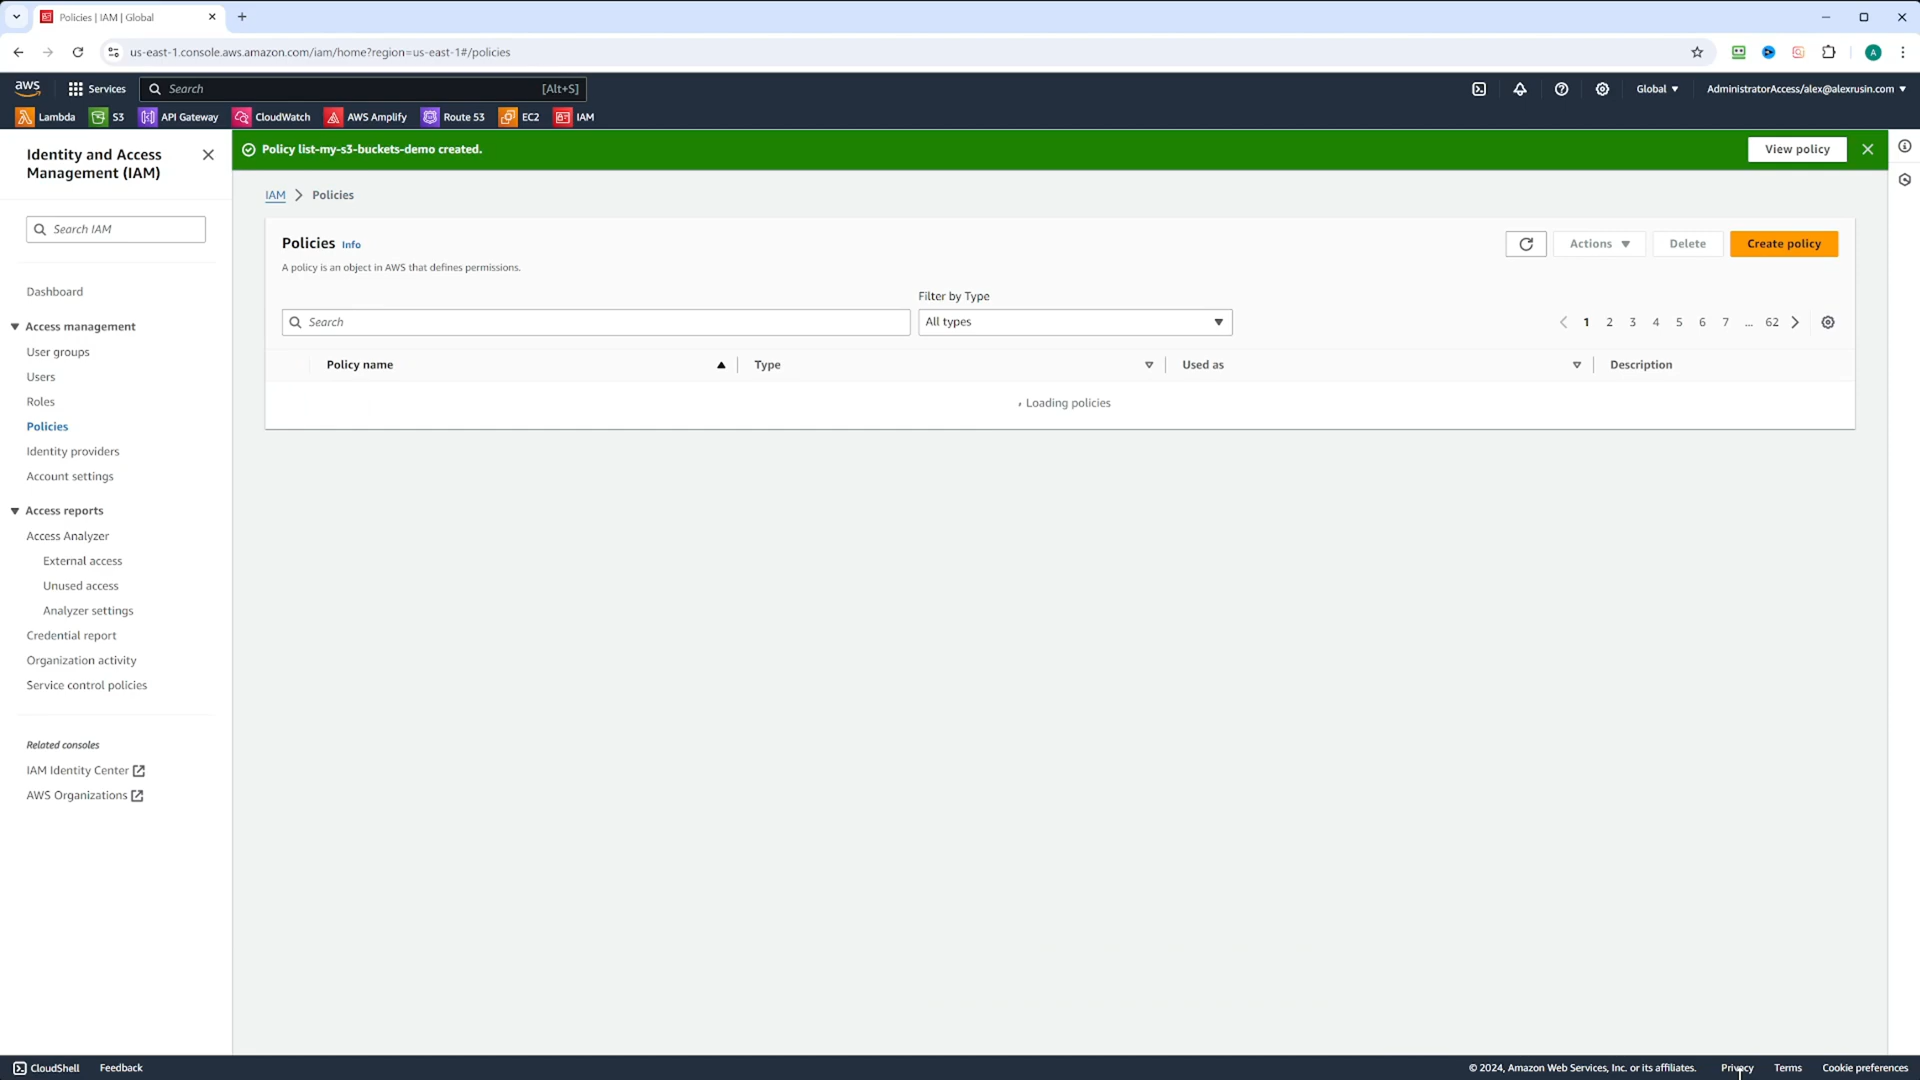 Policies | IAM | Global
us-east-1.console.aws.amazon.com/iam/home?region=us-east-1#/policies
A
aws
Services
Search
[Alt+S]
Global
AdministratorAccess/alex@alexrusin.com
Lambda
S3
API Gateway
CloudWatch
AWS Amplify
Route 53
EC2
IAM
Identity and Access
Management (IAM)
Search IAM
Dashboard
Access management
User groups
Users
Roles
Policies
Identity providers
Account settings
Access reports
Access Analyzer
External access
Unused access
Analyzer settings
Credential report
Organization activity
Service control policies
Related consoles
IAM Identity Center
AWS Organizations
Policy list-my-s3-buckets-demo created.
View policy
IAM
Policies
Policies Info
Actions
Delete
Create policy
A policy is an object in AWS that defines permissions.
Filter by Type
Search
All types
1 2 3 4 5 6 7 ... 62
Policy name
Type
Used as
Description
Loading policies
CloudShell
Feedback
© 2024, Amazon Web Services, Inc. or its affiliates.
Privacy
Terms
Cookie preferences